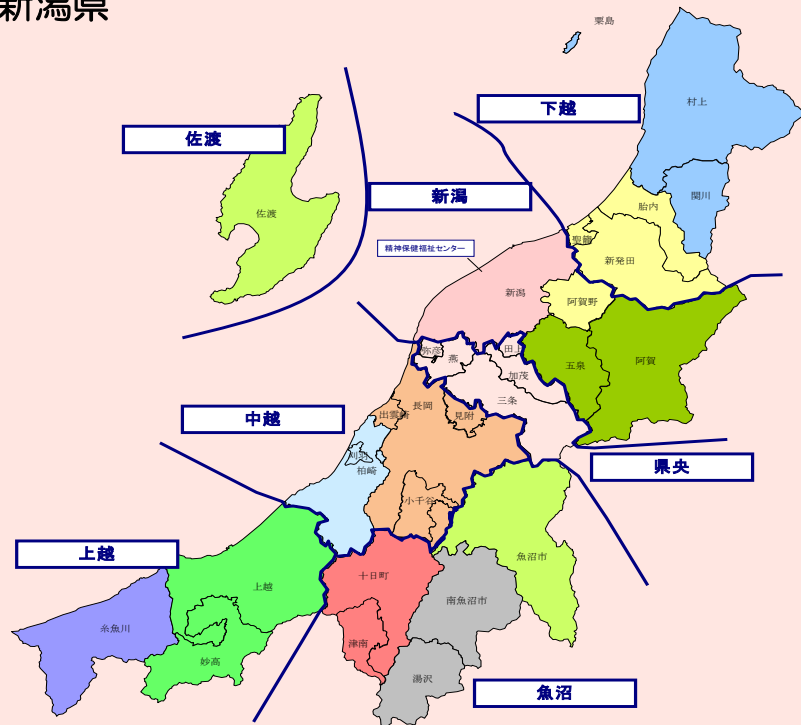 新潟県
粟島
村上
下越
佐渡
関川
新潟
胎内
佐渡
聖籠
精神保健福祉センター
新発田
新潟
阿賀野
田上
弥彦
燕
阿賀
五泉
加茂
三条
長岡
出雲崎
見附
中越
刈羽
柏崎
県央
小千谷
上越
魚沼市
十日町
上越
南魚沼市
糸魚川
津南
妙高
湯沢
魚沼